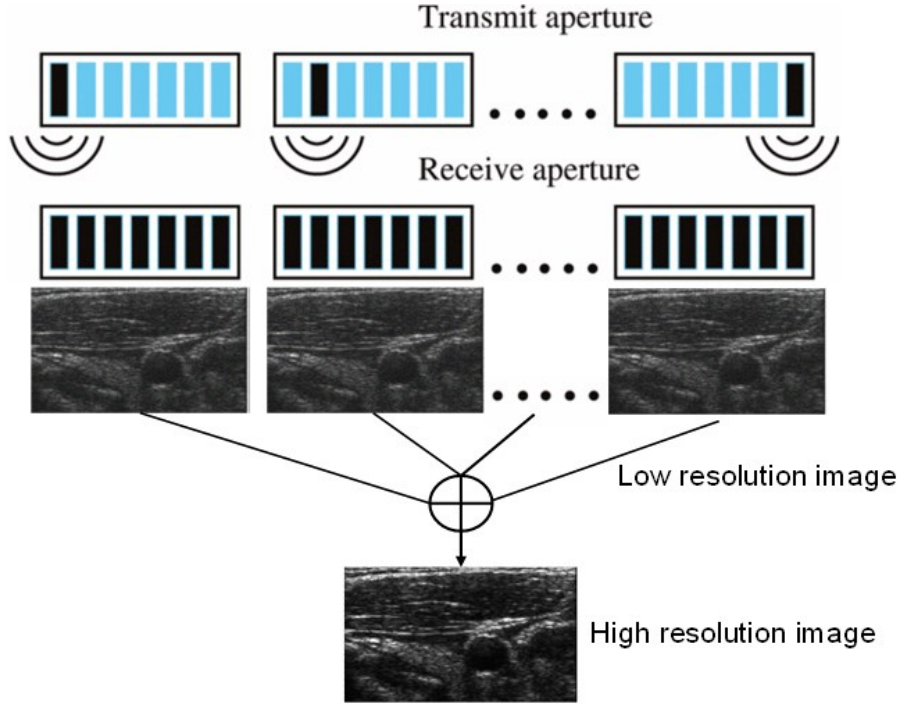 Transmit aperture
Receive aperture
Low resolution image
High resolution image